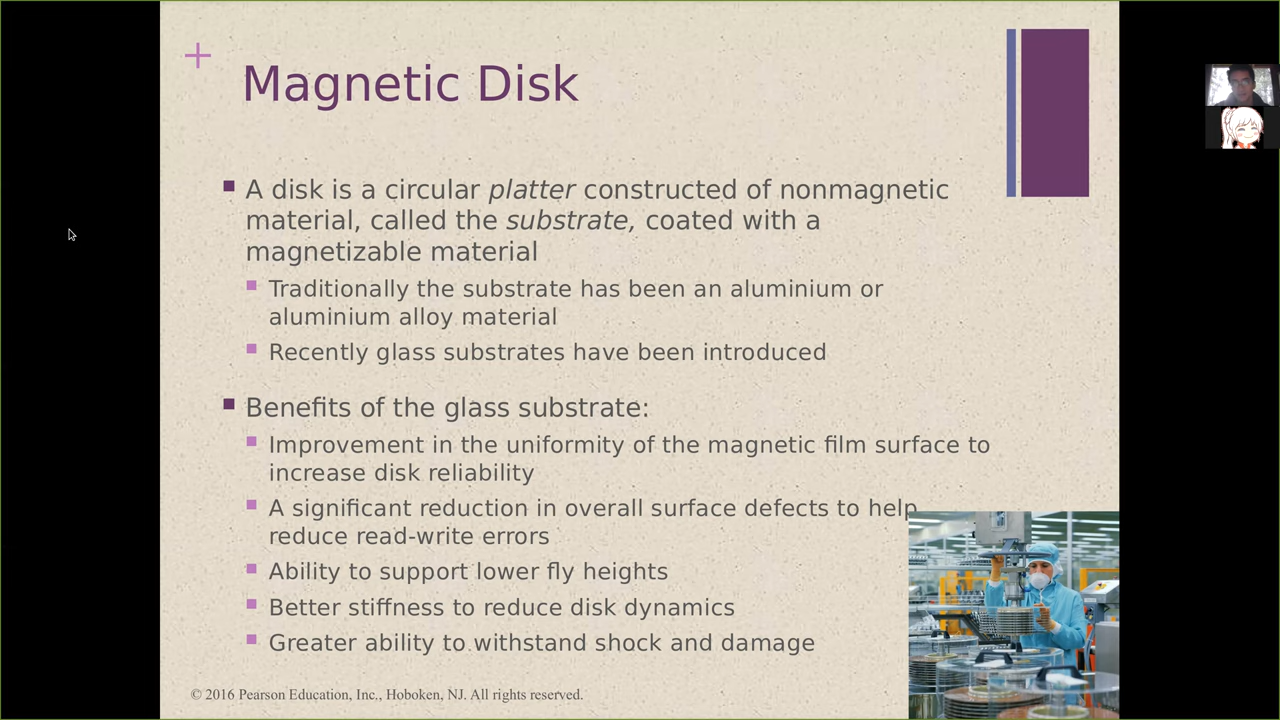 +
Magnetic Disk
A disk is a circular platter constructed of nonmagnetic
material, called the substrate, coated with a
magnetizable material
Traditionally the substrate has been an aluminium or
aluminium alloy material
Recently glass substrates have been introduced
Benefits of the glass substrate:
Improvement in the uniformity of the magnetic film surface to
increase disk reliability
A significant reduction in overall surface defects to help
reduce read-write errors
Ability to support lower fly heights
Better stiffness to reduce disk dynamics
Greater ability to withstand shock and damage
© 2016 Pearson Education, Inc., Hoboken, NJ. All rights reserved.